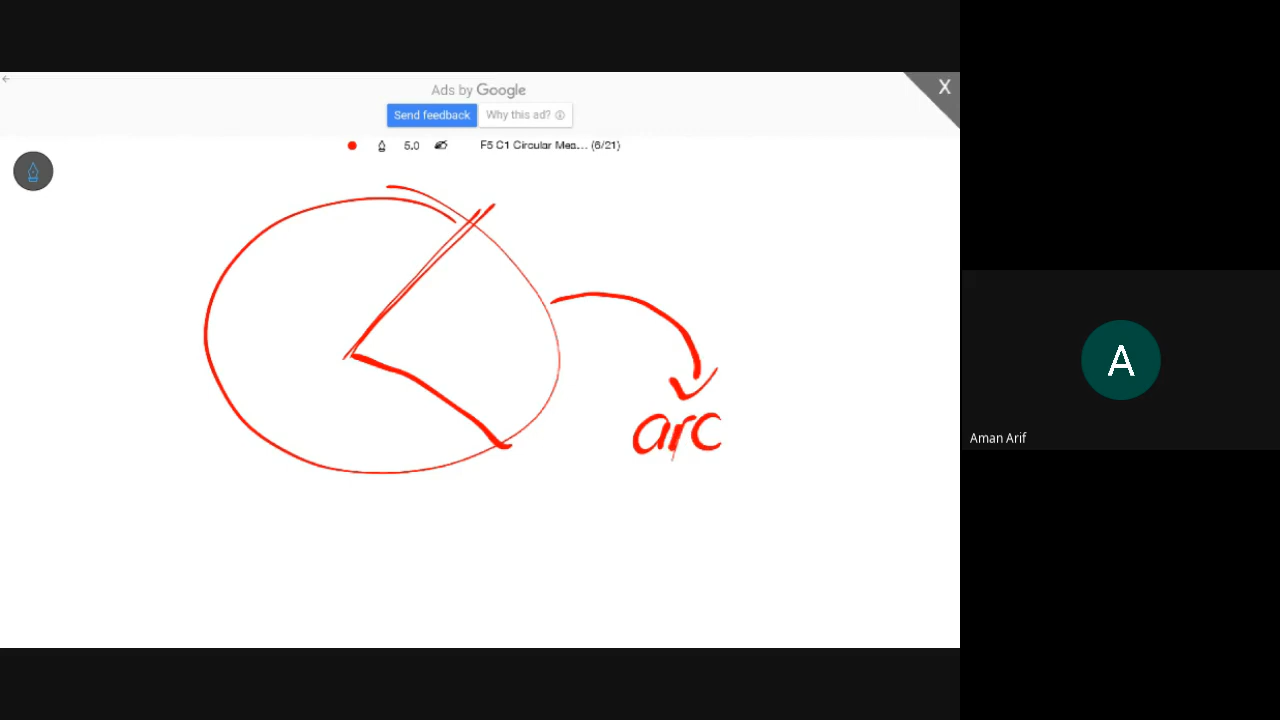 Ads by Google
Send feedback
Why this ad?
X
5.0
F5 C1 Circular Mea... (6/21)
arc
A
Aman Arif